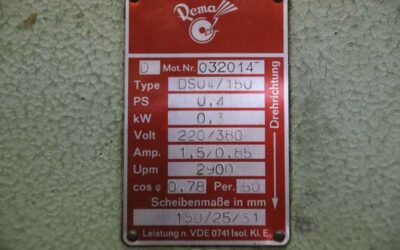 Rema
D Mot.Nr. 032014
Type DS04/150
PS 0,4
kW 0,3
Volt 220/380
Amp. 1,5/0,85
Upm 2900
cos φ 0,78 Per. 50
Scheibenmaße in mm
150/25/51
Leistung n. VDE 0741 Isol. Kl. E.
Drehrichtung